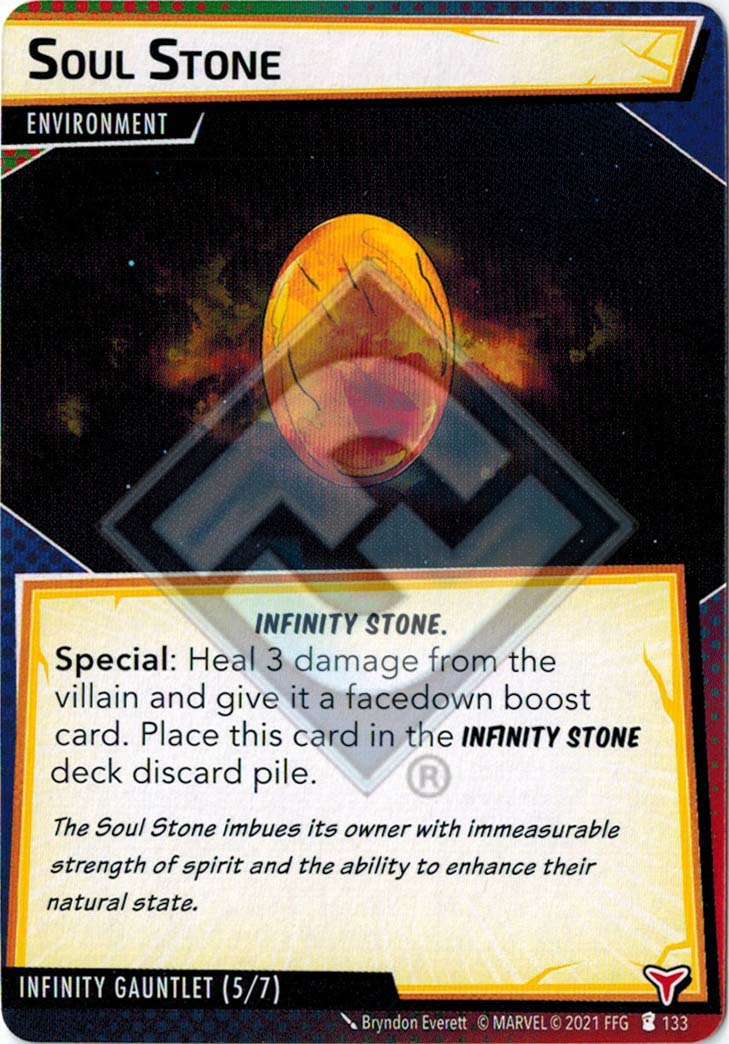 SOUL STONE
ENVIRONMENT
INFINITY STONE.
Special: Heal 3 damage from the
villain and give it a facedown boost
card. Place this card in the INFINITY STONE
deck discard pile.
®
The Soul Stone imbues its owner with immeasurable
strength of spirit and the ability to enhance their
natural state.
INFINITY GAUNTLET (5/7)
Bryndon Everett © MARVEL © 2021 FFG 133